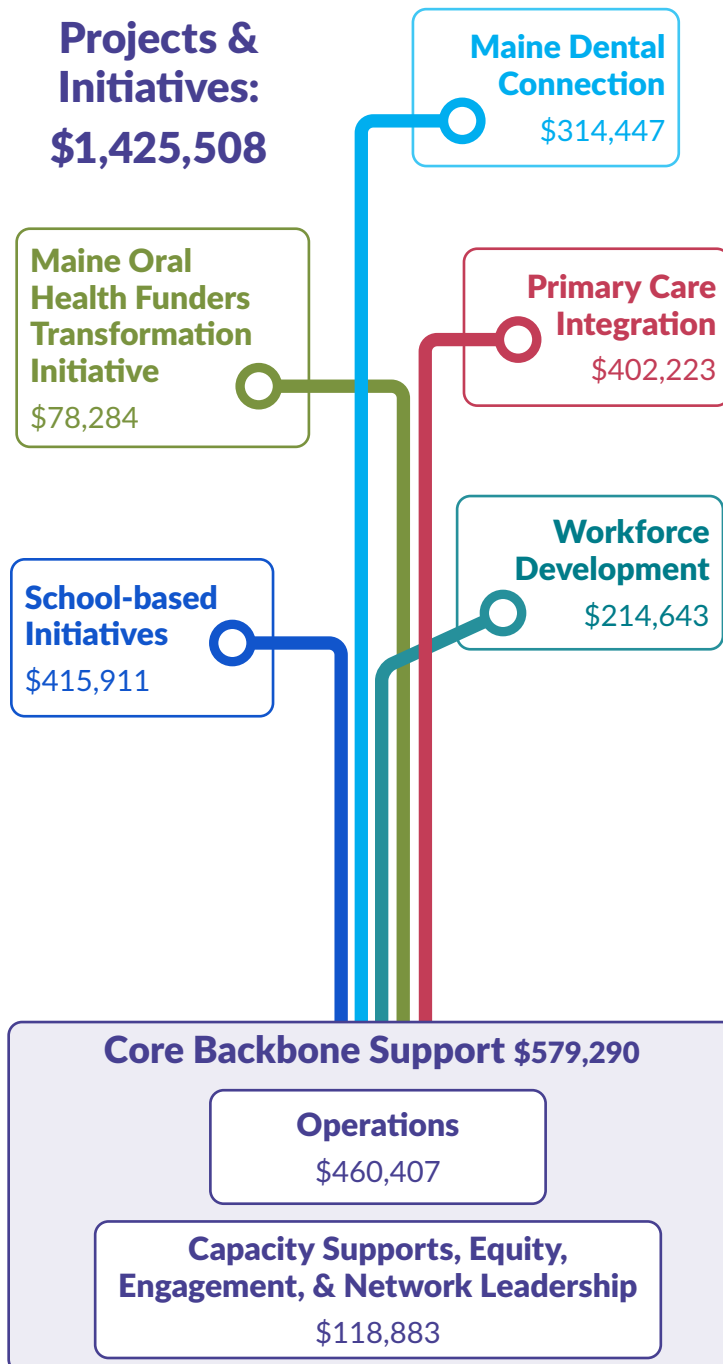 Projects &
Initiatives:
$1,425,508
Maine Dental
Connection
$314,447
Maine Oral
Health Funders
Transformation
Initiative
$78,284
Primary Care
Integration
$402,223
Workforce
Development
$214,643
School-based
Initiatives
$415,911
Core Backbone Support $579,290
Operations
$460,407
Capacity Supports, Equity,
Engagement, & Network Leadership
$118,883